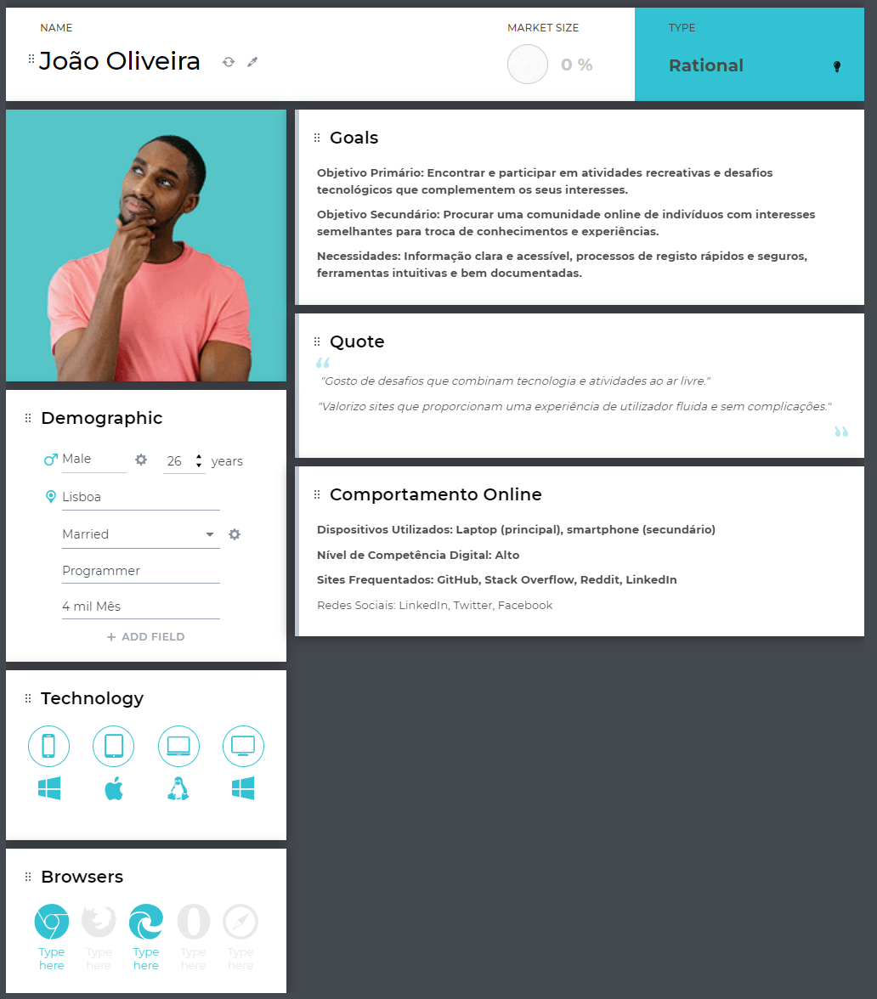 NAME
João Oliveira
MARKET SIZE
0 %
TYPE
Rational
Goals
Objetivo Primário: Encontrar e participar em atividades recreativas e desafios
tecnológicos que complementem os seus interesses.
Objetivo Secundário: Procurar uma comunidade online de indivíduos com interesses
semelhantes para troca de conhecimentos e experiências.
Necessidades: Informação clara e acessível, processos de registo rápidos e seguros,
ferramentas intuitivas e bem documentadas.
Quote
“
"Gosto de desafios que combinam tecnologia e atividades ao ar livre."
"Valorizo sites que proporcionam uma experiência de utilizador fluida e sem complicações."
”
Demographic
Male 26 years
Lisboa
Married
Programmer
4 mil Mês
+ ADD FIELD
Comportamento Online
Dispositivos Utilizados: Laptop (principal), smartphone (secundário)
Nível de Competência Digital: Alto
Sites Frequentados: GitHub, Stack Overflow, Reddit, LinkedIn
Redes Sociais: LinkedIn, Twitter, Facebook
Technology
Browsers
Type Type Type Type Type
here here here here here